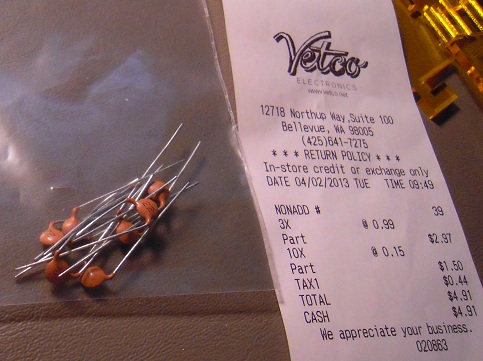 Vetco
ELECTRONICS
www.vetco.net
12718 Northup Way,Suite 100
Bellevue, WA 98005
(425)641-7275
* * * RETURN POLICY * * *
In-store credit or exchange only
DATE 04/02/2013 TUE TIME 09:49
NONADD # 39
3X @ 0.99
Part $2.97
10X @ 0.15
Part $1.50
TAX1 $0.44
TOTAL $4.91
CASH $4.91
We appreciate your business.
020863